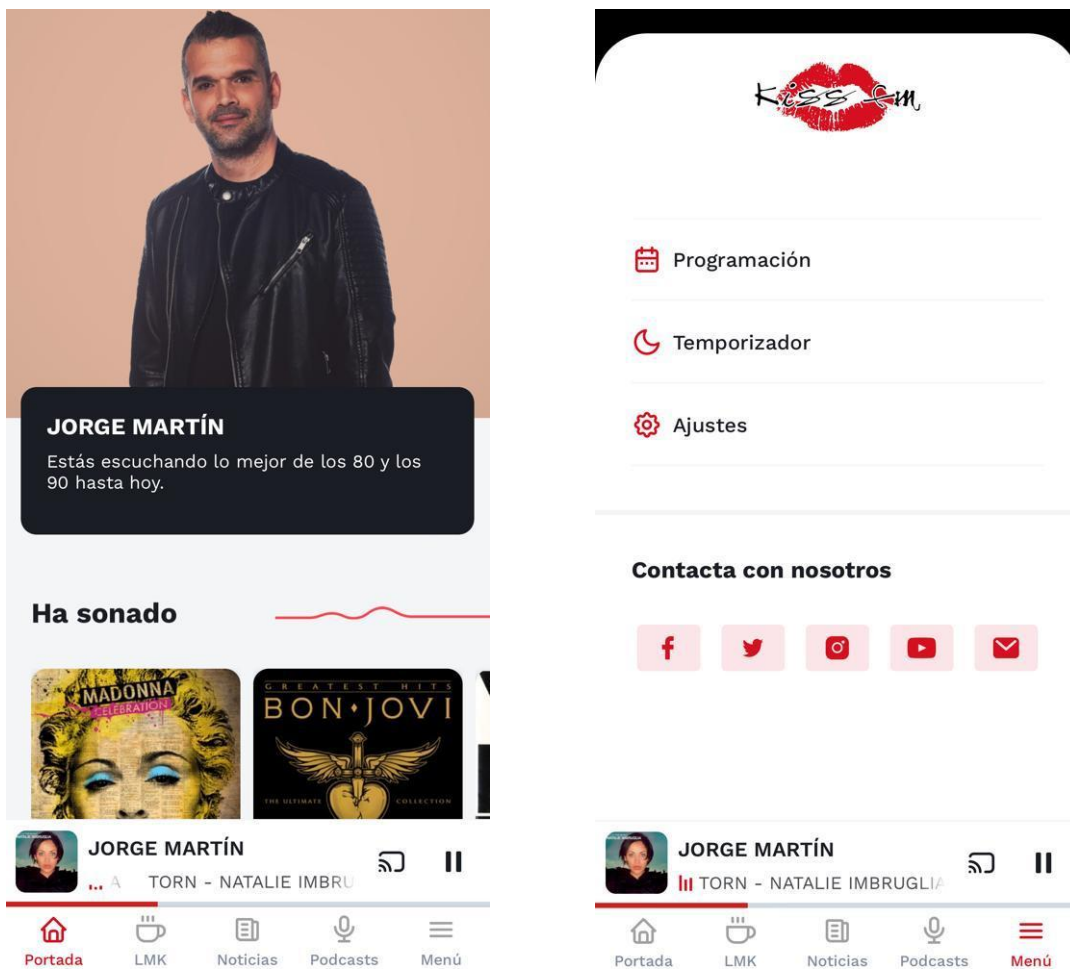 JORGE MARTÍN
Estás escuchando lo mejor de los 80 y los
90 hasta hoy.
Ha sonado
MADONNA
CELEBRATION
GREATEST HITS
BON•JOVI
THE ULTIMATE COLLECTION
JORGE MARTÍN
A TORN - NATALIE IMBRU
Portada
LMK
Noticias
Podcasts
Menú
Kiss fm
Programación
Temporizador
Ajustes
Contacta con nosotros
JORGE MARTÍN
TORN - NATALIE IMBRUGLIA
Portada
LMK
Noticias
Podcasts
Menú